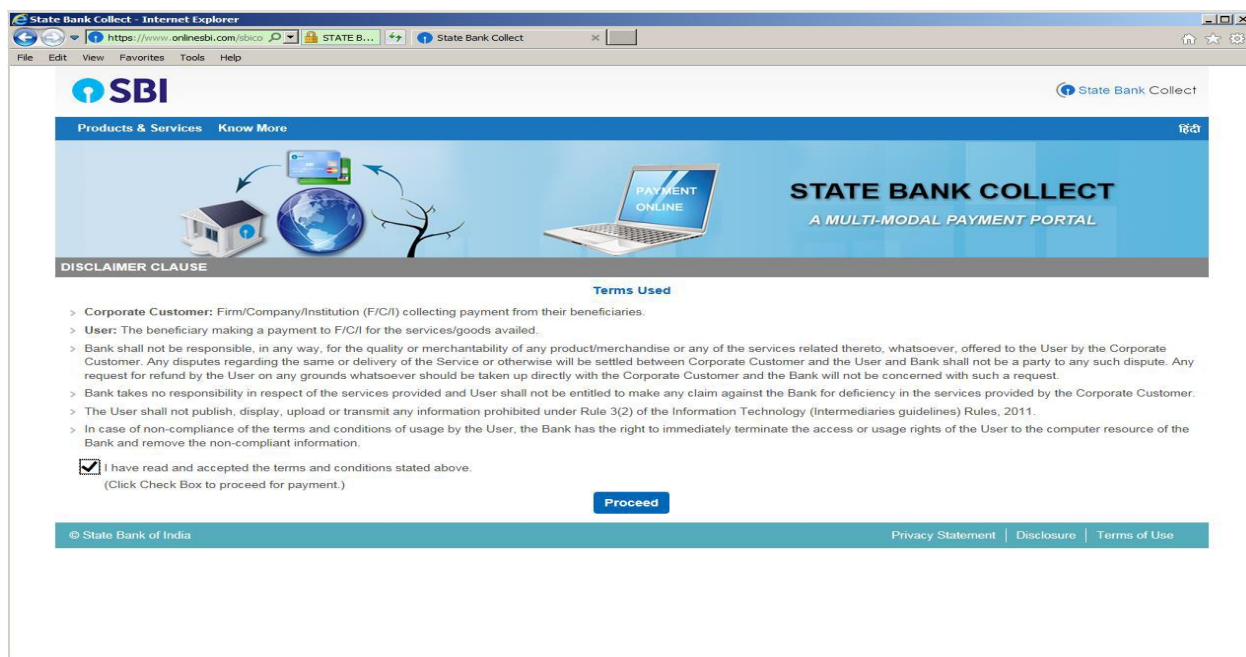 State Bank Collect - Internet Explorer
https://www.onlinesbi.com/sbico
STATE B...
State Bank Collect
File Edit View Favorites Tools Help
SBI
State Bank Collect
Products & Services Know More
हिंदी
PAYMENT
ONLINE
STATE BANK COLLECT
A MULTI-MODAL PAYMENT PORTAL
DISCLAIMER CLAUSE
Terms Used
> Corporate Customer: Firm/Company/Institution (F/C/I) collecting payment from their beneficiaries.
> User: The beneficiary making a payment to F/C/I for the services/goods availed.
> Bank shall not be responsible, in any way, for the quality or merchantability of any product/merchandise or any of the services related thereto, whatsoever, offered to the User by the Corporate
Customer. Any disputes regarding the same or delivery of the Service or otherwise will be settled between Corporate Customer and the User and Bank shall not be a party to any such dispute. Any
request for refund by the User on any grounds whatsoever should be taken up directly with the Corporate Customer and the Bank will not be concerned with such a request.
> Bank takes no responsibility in respect of the services provided and User shall not be entitled to make any claim against the Bank for deficiency in the services provided by the Corporate Customer.
> The User shall not publish, display, upload or transmit any information prohibited under Rule 3(2) of the Information Technology (Intermediaries guidelines) Rules, 2011.
> In case of non-compliance of the terms and conditions of usage by the User, the Bank has the right to immediately terminate the access or usage rights of the User to the computer resource of the
Bank and remove the non-compliant information.
I have read and accepted the terms and conditions stated above.
(Click Check Box to proceed for payment.)
Proceed
© State Bank of India
Privacy Statement | Disclosure | Terms of Use